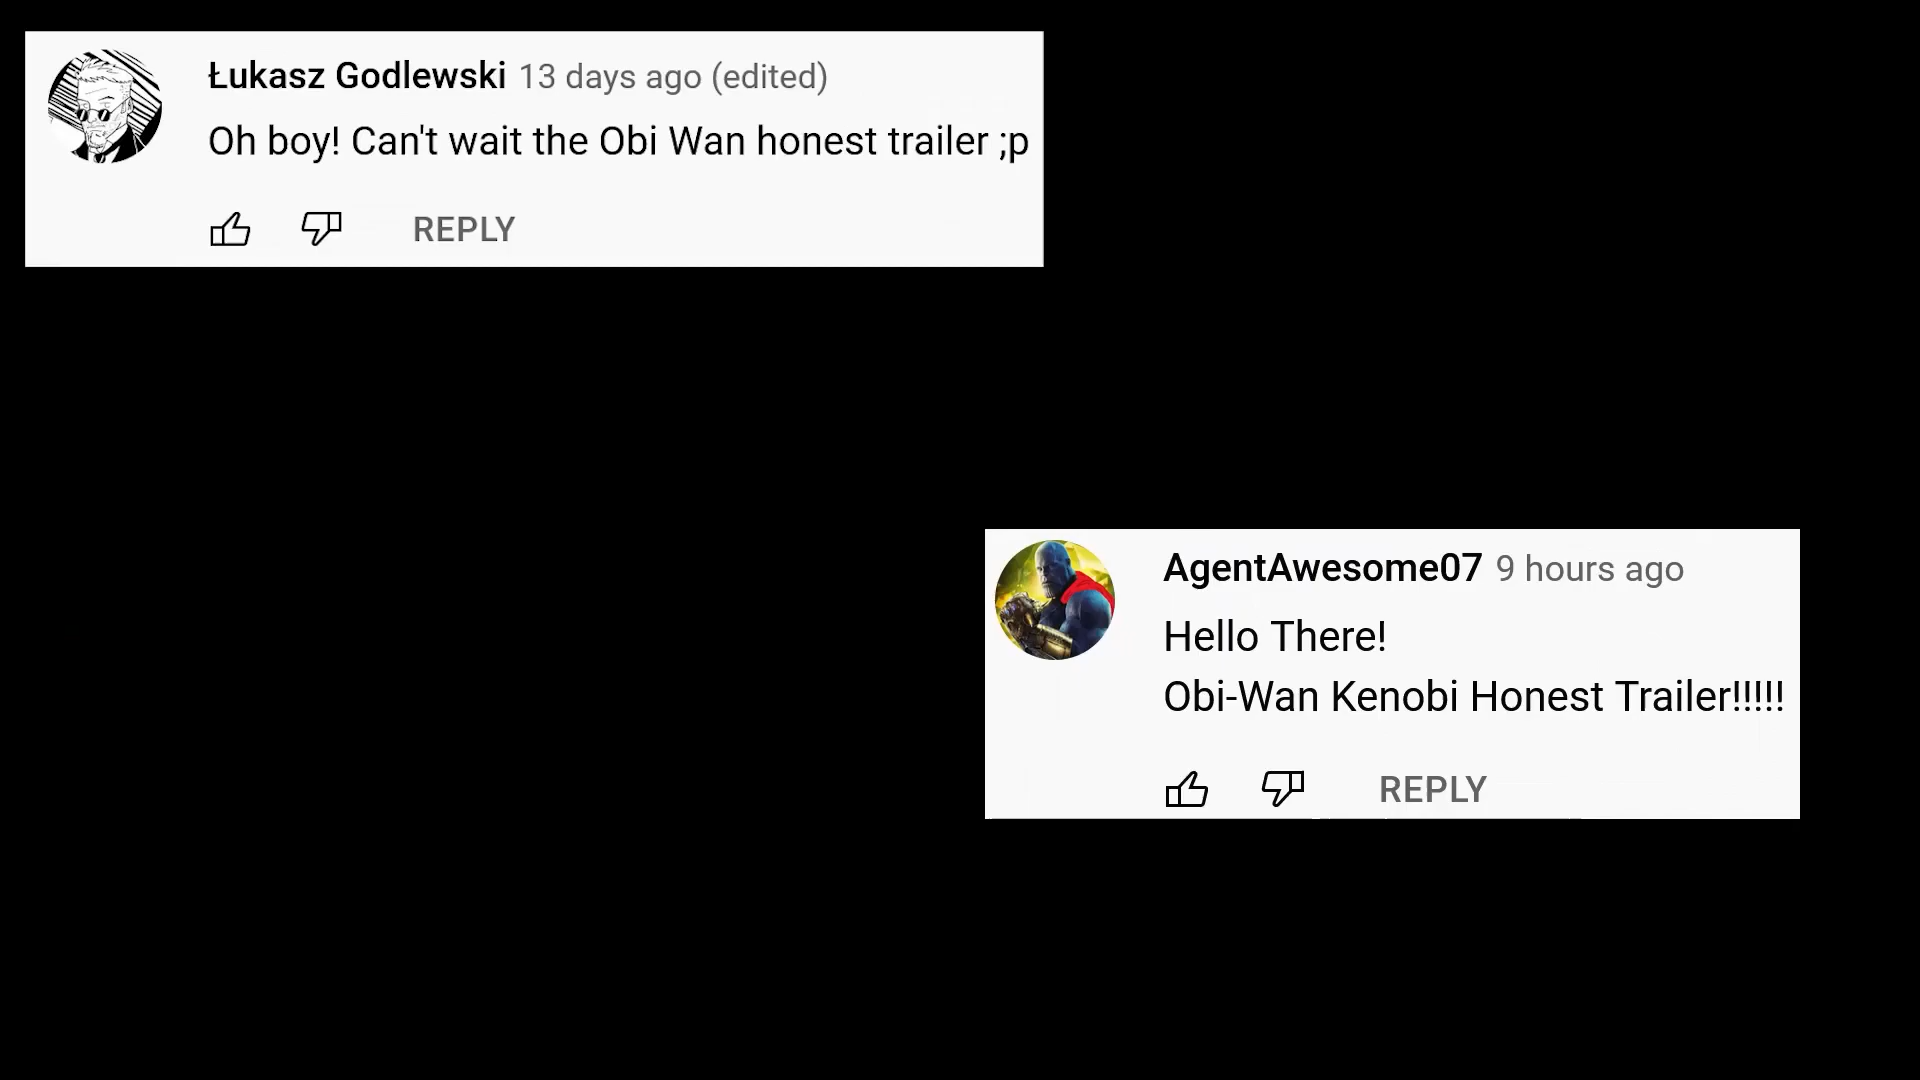 Łukasz Godlewski 13 days ago (edited)
Oh boy! Can't wait the Obi Wan honest trailer ;p
REPLY
AgentAwesome07 9 hours ago
Hello There!
Obi-Wan Kenobi Honest Trailer!!!!!
REPLY